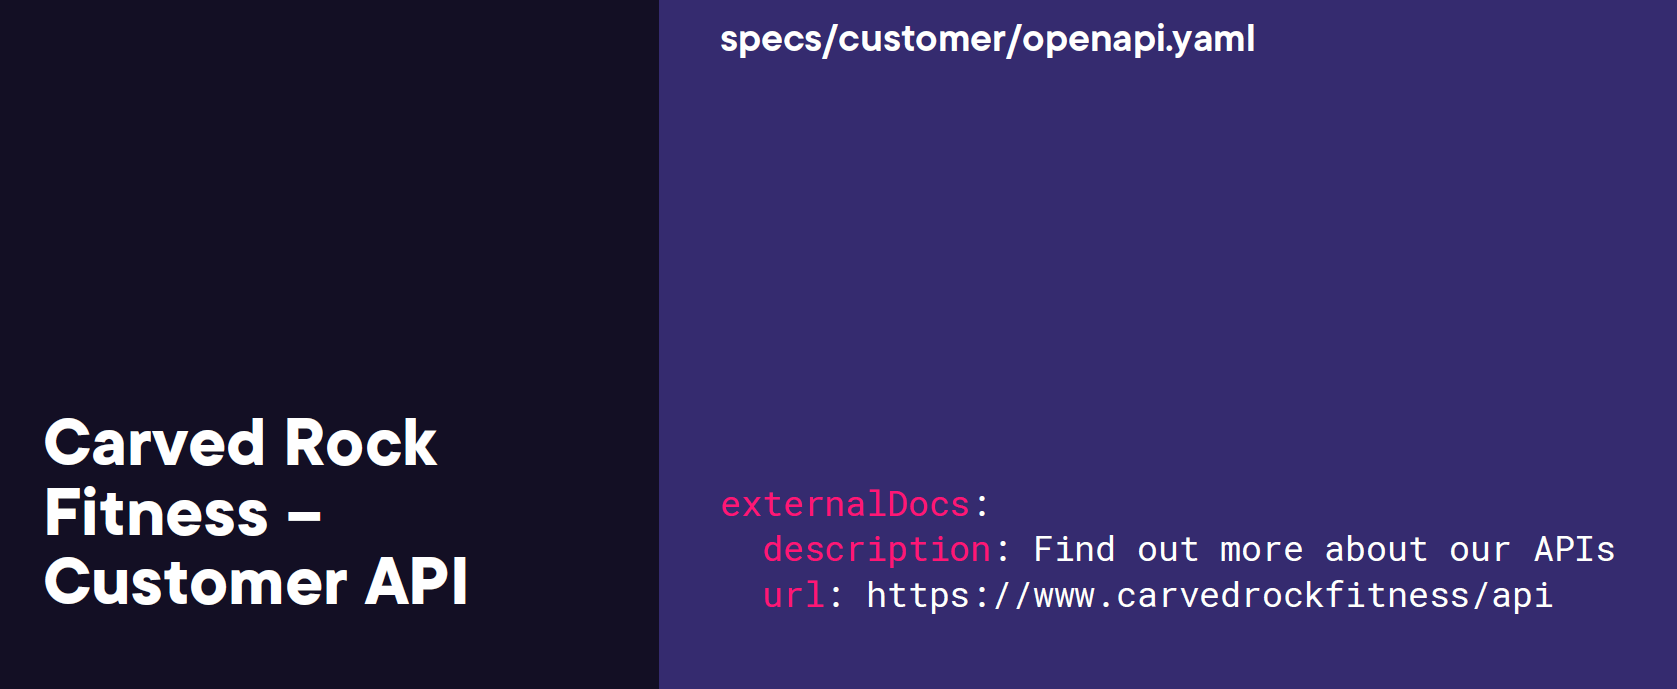 Carved Rock
Fitness –
Customer API
specs/customer/openapi.yaml
externalDocs:
  description: Find out more about our APIs
  url: https://www.carvedrockfitness/api